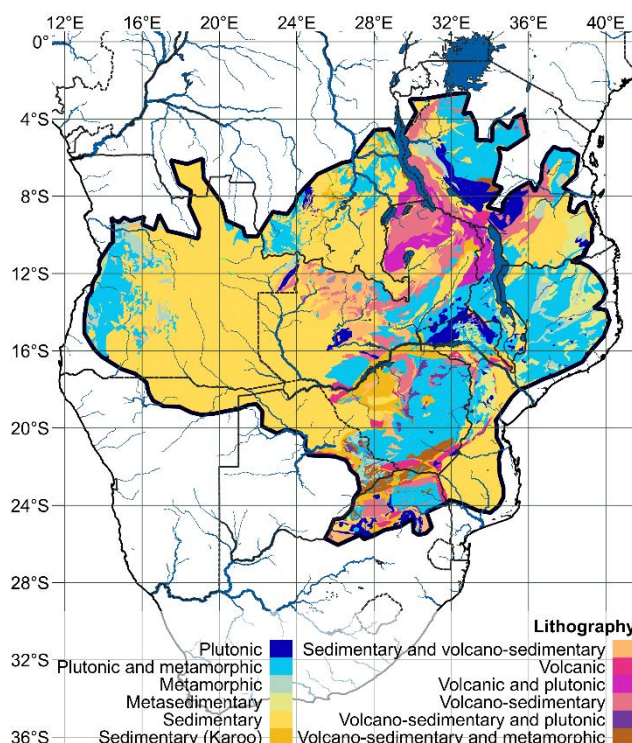 12°E 16°E 20°E 24°E 28°E 32°E 36°E 40°E
0°
4°S
8°S
12°S
16°S
20°S
24°S
28°S
32°S
36°S
Lithography
Plutonic
Plutonic and metamorphic
Metamorphic
Metasedimentary
Sedimentary
Sedimentary (Karoo)
Sedimentary and volcano-sedimentary
Volcanic
Volcanic and plutonic
Volcano-sedimentary
Volcano-sedimentary and plutonic
Volcano-sedimentary and metamorphic